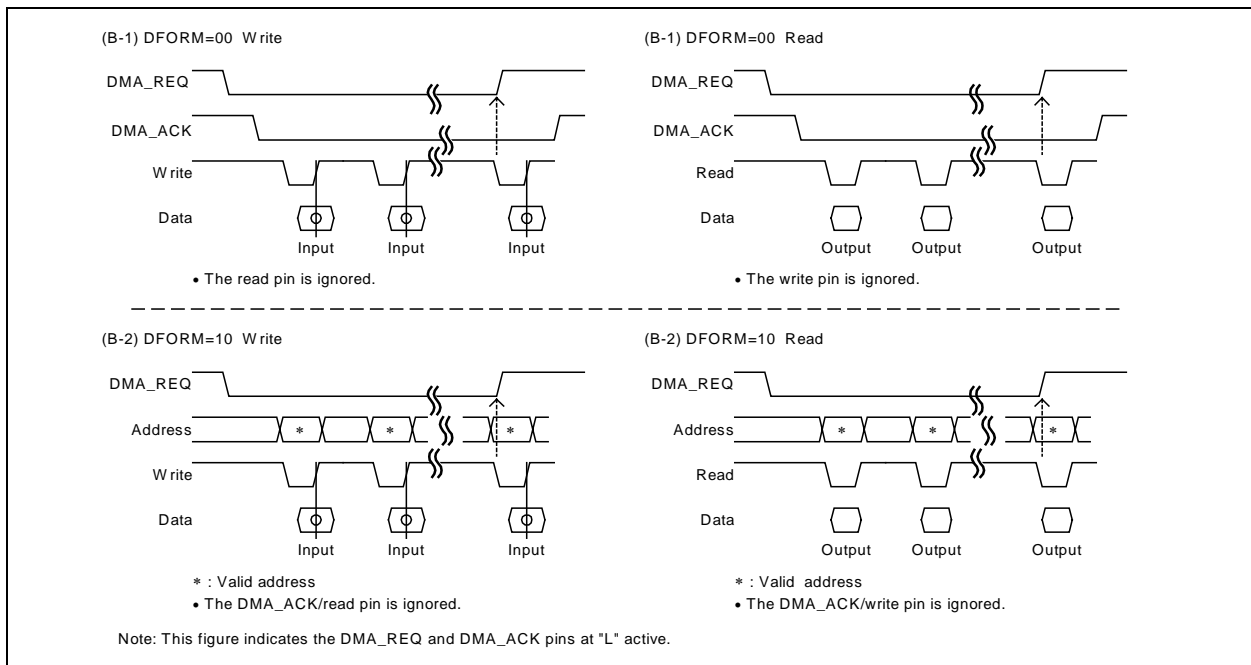 (B-1) DFORM=00 Write
DMA_REQ
DMA_ACK
Write
Data
Input Input Input
• The read pin is ignored.
(B-1) DFORM=00 Read
DMA_REQ
DMA_ACK
Read
Data
Output Output Output
• The write pin is ignored.
(B-2) DFORM=10 Write
DMA_REQ
Address * * *
Write
Data
Input Input Input
* : Valid address
• The DMA_ACK/read pin is ignored.
(B-2) DFORM=10 Read
DMA_REQ
Address * * *
Read
Data
Output Output Output
* : Valid address
• The DMA_ACK/write pin is ignored.
Note: This figure indicates the DMA_REQ and DMA_ACK pins at "L" active.